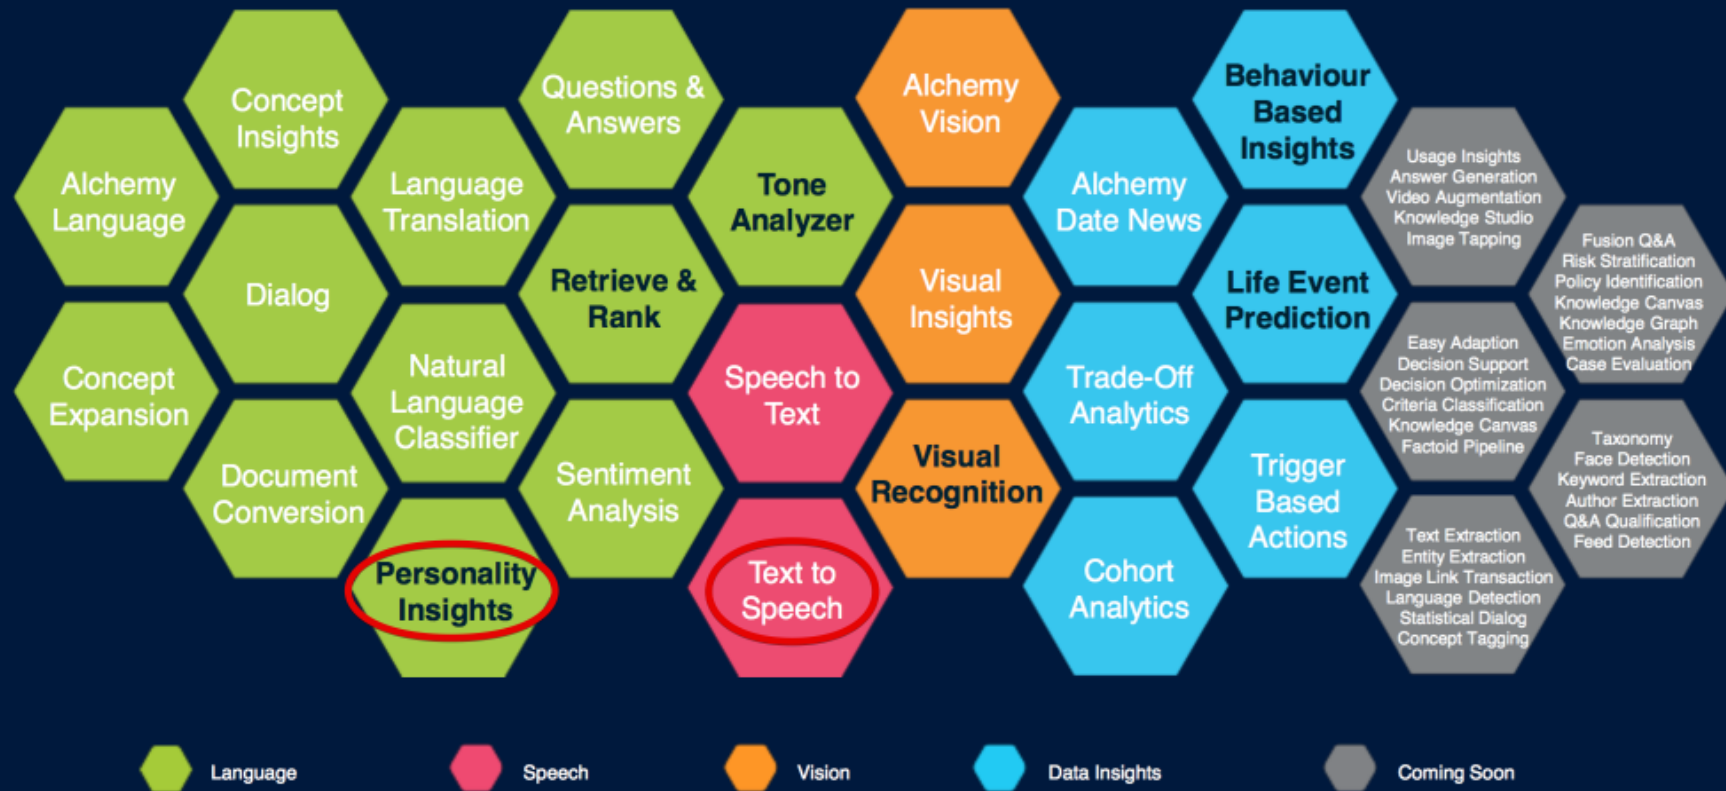 Concept
Insights
Questions &
Answers
Alchemy
Vision
Behaviour
Based
Insights
Alchemy
Language
Language
Translation
Tone
Analyzer
Alchemy
Date News
Usage Insights
Answer Generation
Video Augmentation
Knowledge Studio
Image Tapping
Dialog
Retrieve &
Rank
Visual
Insights
Life Event
Prediction
Fusion Q&A
Risk Stratification
Policy Identification
Knowledge Canvas
Knowledge Graph
Emotion Analysis
Case Evaluation
Concept
Expansion
Natural
Language
Classifier
Speech to
Text
Trade-Off
Analytics
Easy Adaption
Decision Support
Decision Optimization
Criteria Classification
Knowledge Canvas
Factoid Pipeline
Document
Conversion
Sentiment
Analysis
Visual
Recognition
Trigger
Based
Actions
Taxonomy
Face Detection
Keyword Extraction
Author Extraction
Q&A Qualification
Feed Detection
Personality
Insights
Text to
Speech
Cohort
Analytics
Text Extraction
Entity Extraction
Image Link Transaction
Language Detection
Statistical Dialog
Concept Tagging
Language
Speech
Vision
Data Insights
Coming Soon